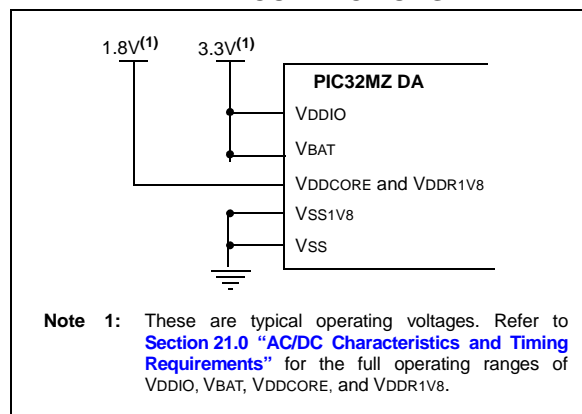 1.8V(1) 3.3V(1)
PIC32MZ DA
VDDIO
VBAT
VDDCORE and VDDR1V8
VSS1V8
VSS
Note 1: These are typical operating voltages. Refer to
Section 21.0 “AC/DC Characteristics and Timing
Requirements” for the full operating ranges of
VDDIO, VBAT, VDDCORE, and VDDR1V8.